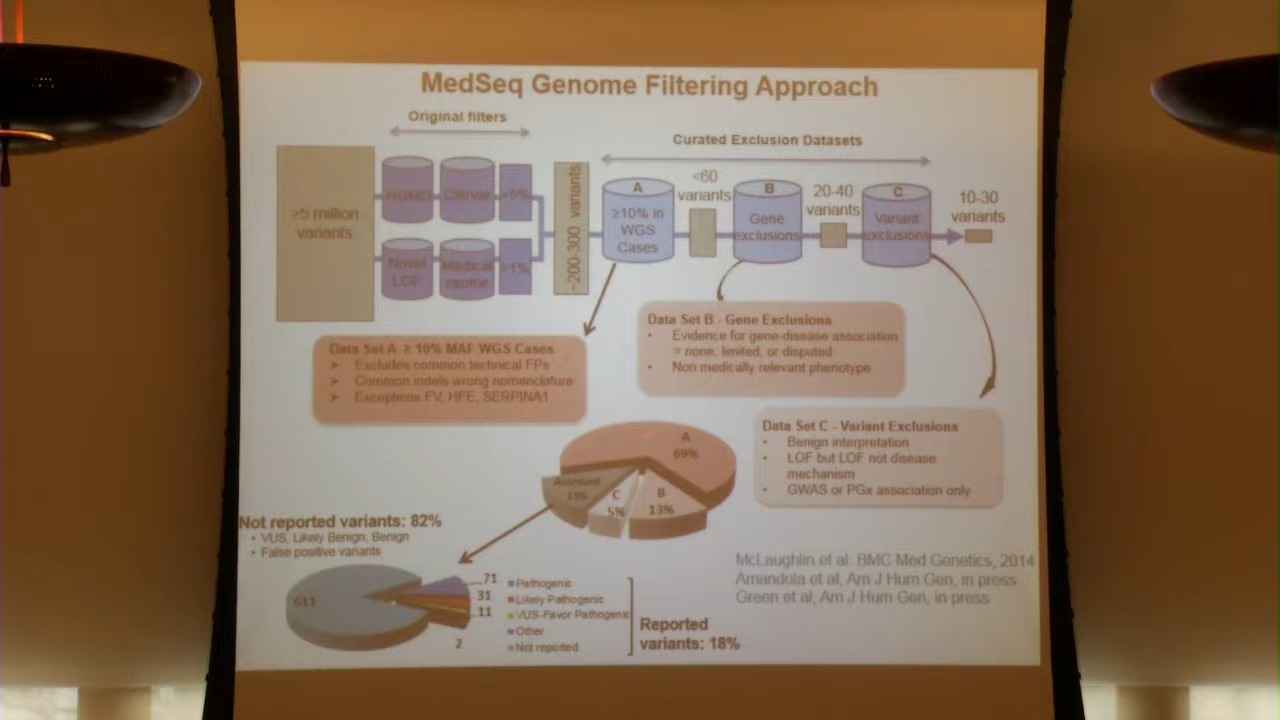 MedSeq Genome Filtering Approach
Original filters
Curated Exclusion Datasets
>5 million
variants
HGMD
Clinvar
>5%
Novel
LOF
Medical
exome
>1%
~200-300 variants
A
≥10% in
WGS
Cases
<60
variants
B
Gene
exclusions
20-40
variants
C
Variant
exclusions
10-30
variants
Data Set A ≥ 10% MAF WGS Cases
Excludes common technical FPs
Common indels wrong nomenclature
Exceptions FV, HFE, SERPINA1
Data Set B - Gene Exclusions
• Evidence for gene-disease association
= none, limited, or disputed
• Non medically relevant phenotype
Data Set C - Variant Exclusions
• Benign interpretation
• LOF but LOF not disease
mechanism
• GWAS or PGx association only
A
69%
Assessed
13%
C
5%
B
13%
Not reported variants: 82%
• VUS, Likely Benign, Benign
• False positive variants
611
71
31
11
2
Pathogenic
Likely Pathogenic
VUS-Favor Pathogenic
Other
Not reported
Reported
variants: 18%
McLaughlin et al. BMC Med Genetics, 2014
Amandola et al, Am J Hum Gen, in press
Green et al, Am J Hum Gen, in press